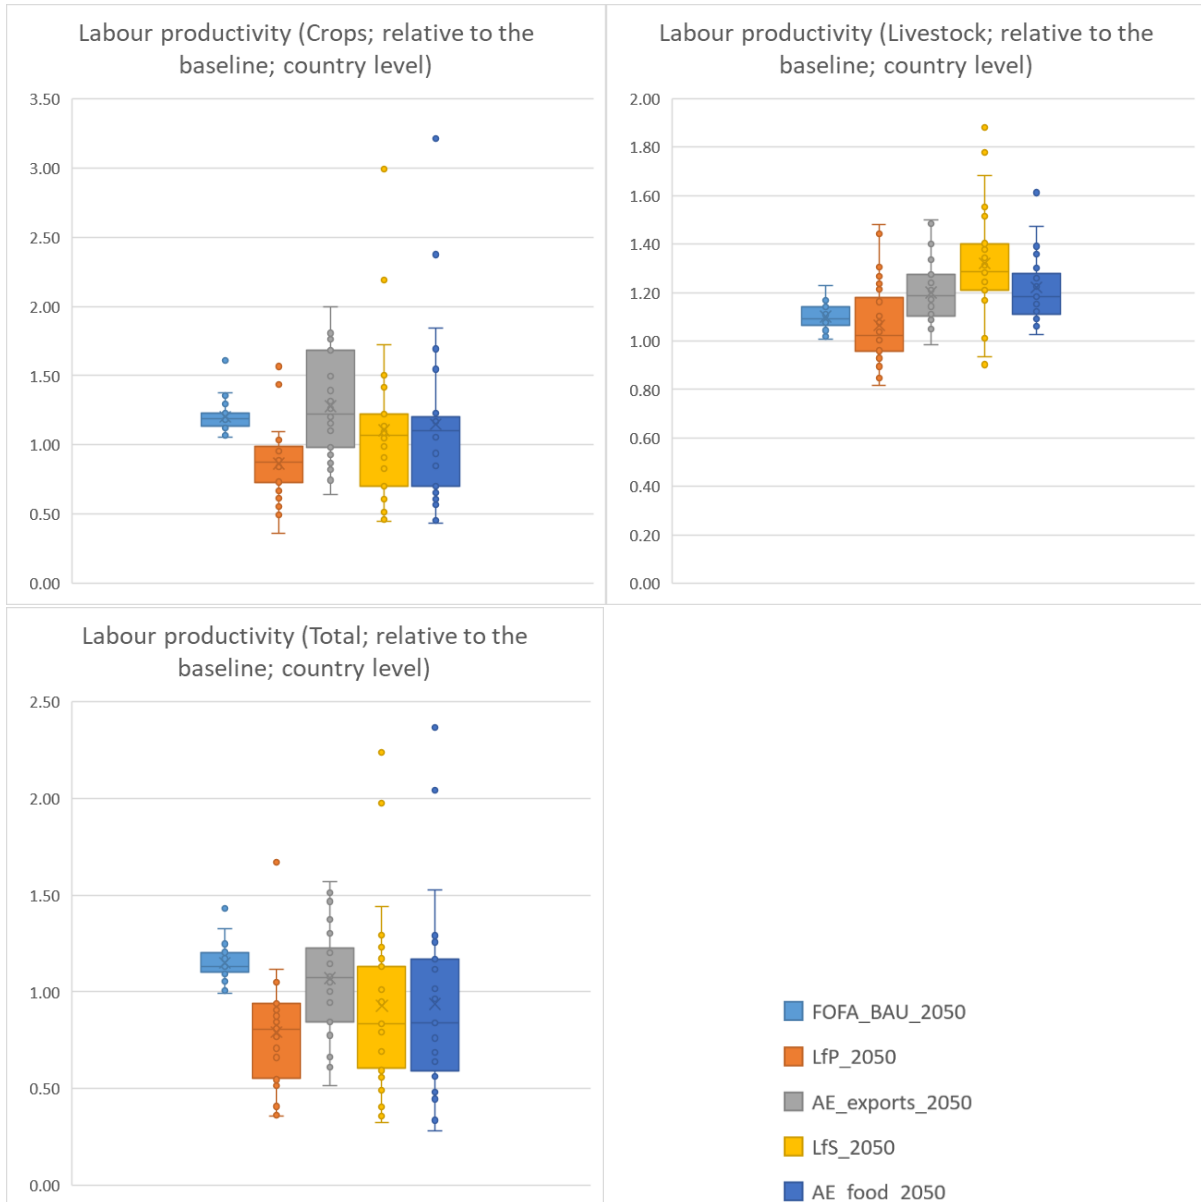 Labour productivity (Crops; relative to the
baseline; country level)
3.50
3.00
2.50
2.00
1.50
1.00
0.50
0.00
Labour productivity (Livestock; relative to the
baseline; country level)
2.00
1.80
1.60
1.40
1.20
1.00
0.80
0.60
0.40
0.20
0.00
Labour productivity (Total; relative to the
baseline; country level)
2.50
2.00
1.50
1.00
0.50
0.00
FOFA_BAU_2050
LfP_2050
AE_exports_2050
LfS_2050
AE_food_2050